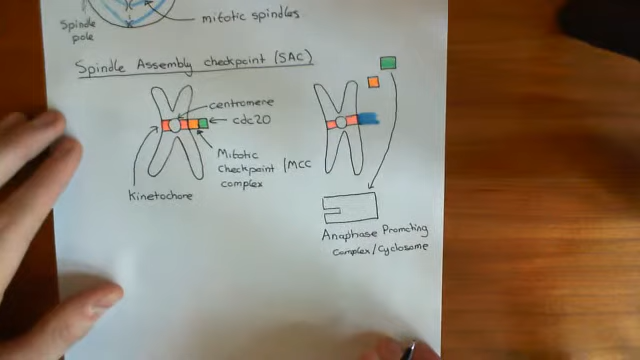 mitotic spindles
Spindle
pole
Spindle Assembly checkpoint (SAC)
centromere
cdc20
Mitotic
Checkpoint /MCC
complex
Kinetochore
Anaphase Promoting
Complex/Cyclosome